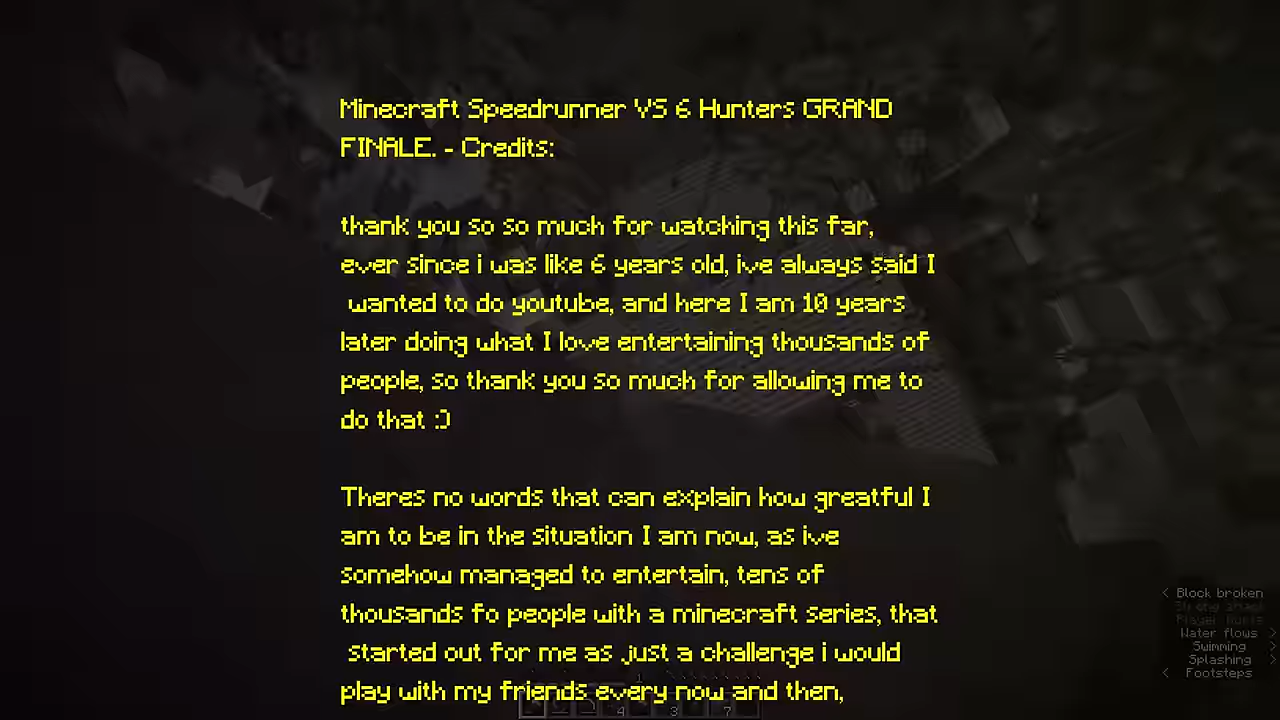 Minecraft Speedrunner VS 6 Hunters GRAND
FINALE. - Credits:
thank you so so much for watching this far,
ever since i was like 6 years old, ive always said I
wanted to do youtube, and here I am 10 years
later doing what I love entertaining thousands of
people, so thank you so much for allowing me to
do that :)
Theres no words that can explain how greatful I
am to be in the situation I am now, as ive
somehow managed to entertain, tens of
thousands fo people with a minecraft series, that
started out for me as just a challenge i would
play with my friends every now and then,
< Block broken
Water flows >
Swimming
Splashing >
< Footsteps
4 3 7